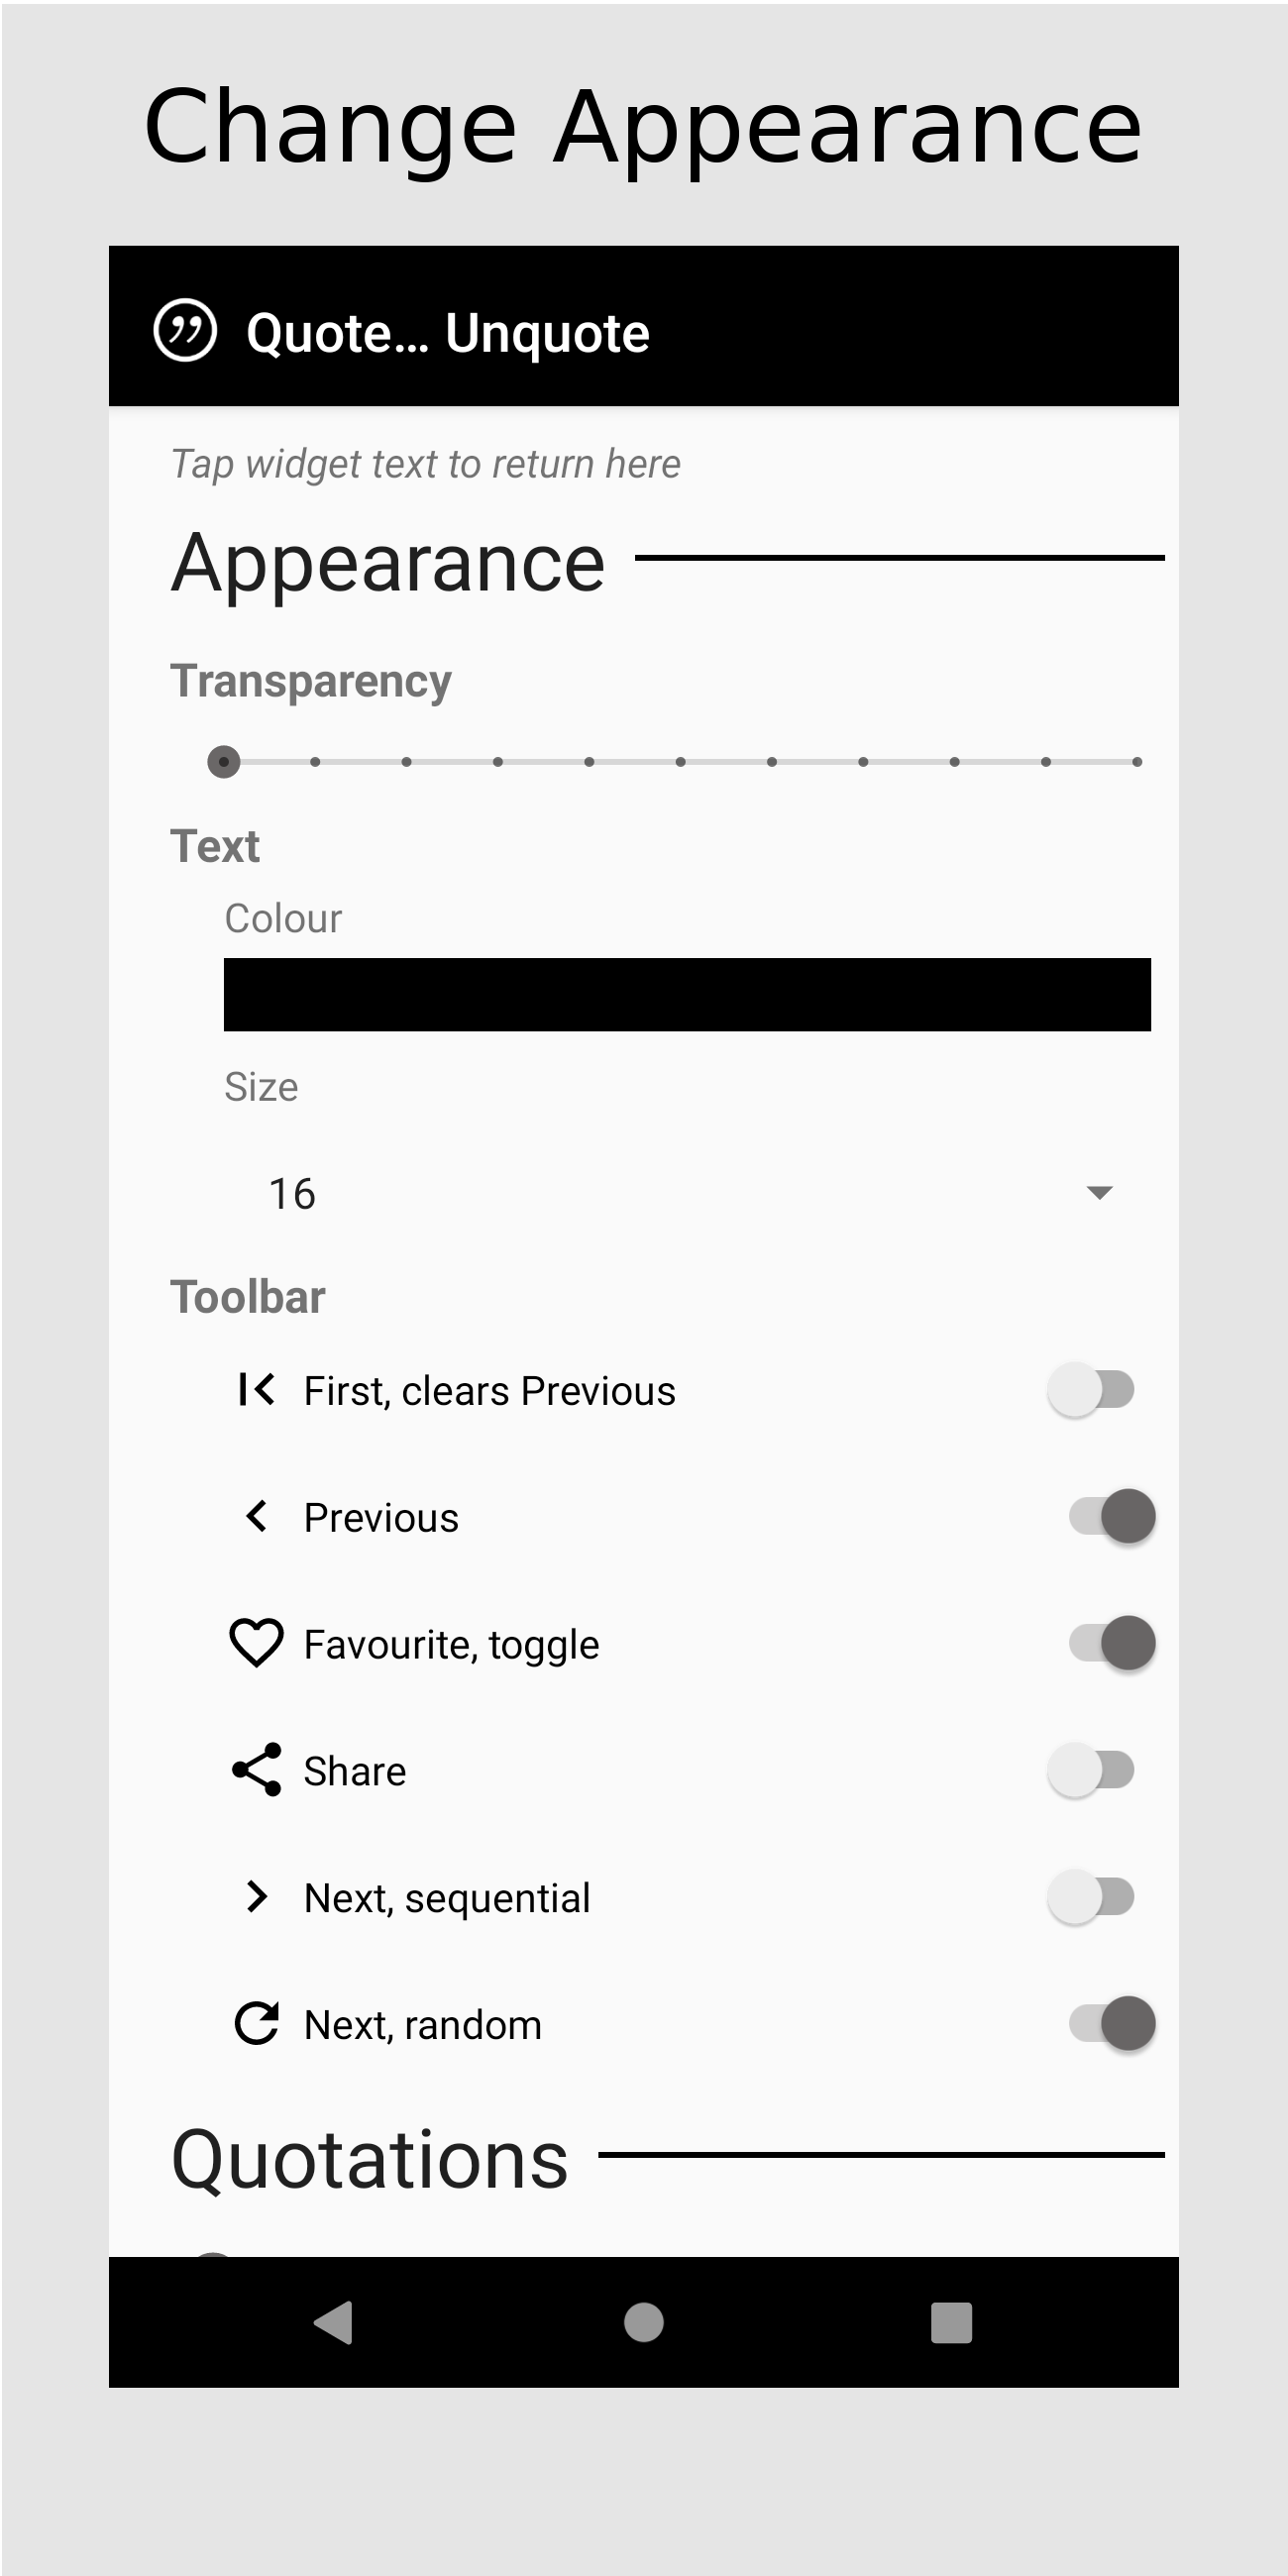 Change Appearance
Quote... Unquote
Tap widget text to return here
Appearance
Transparency
Text
Colour
Size
16
Toolbar
First, clears Previous
Previous
Favourite, toggle
Share
Next, sequential
Next, random
Quotations